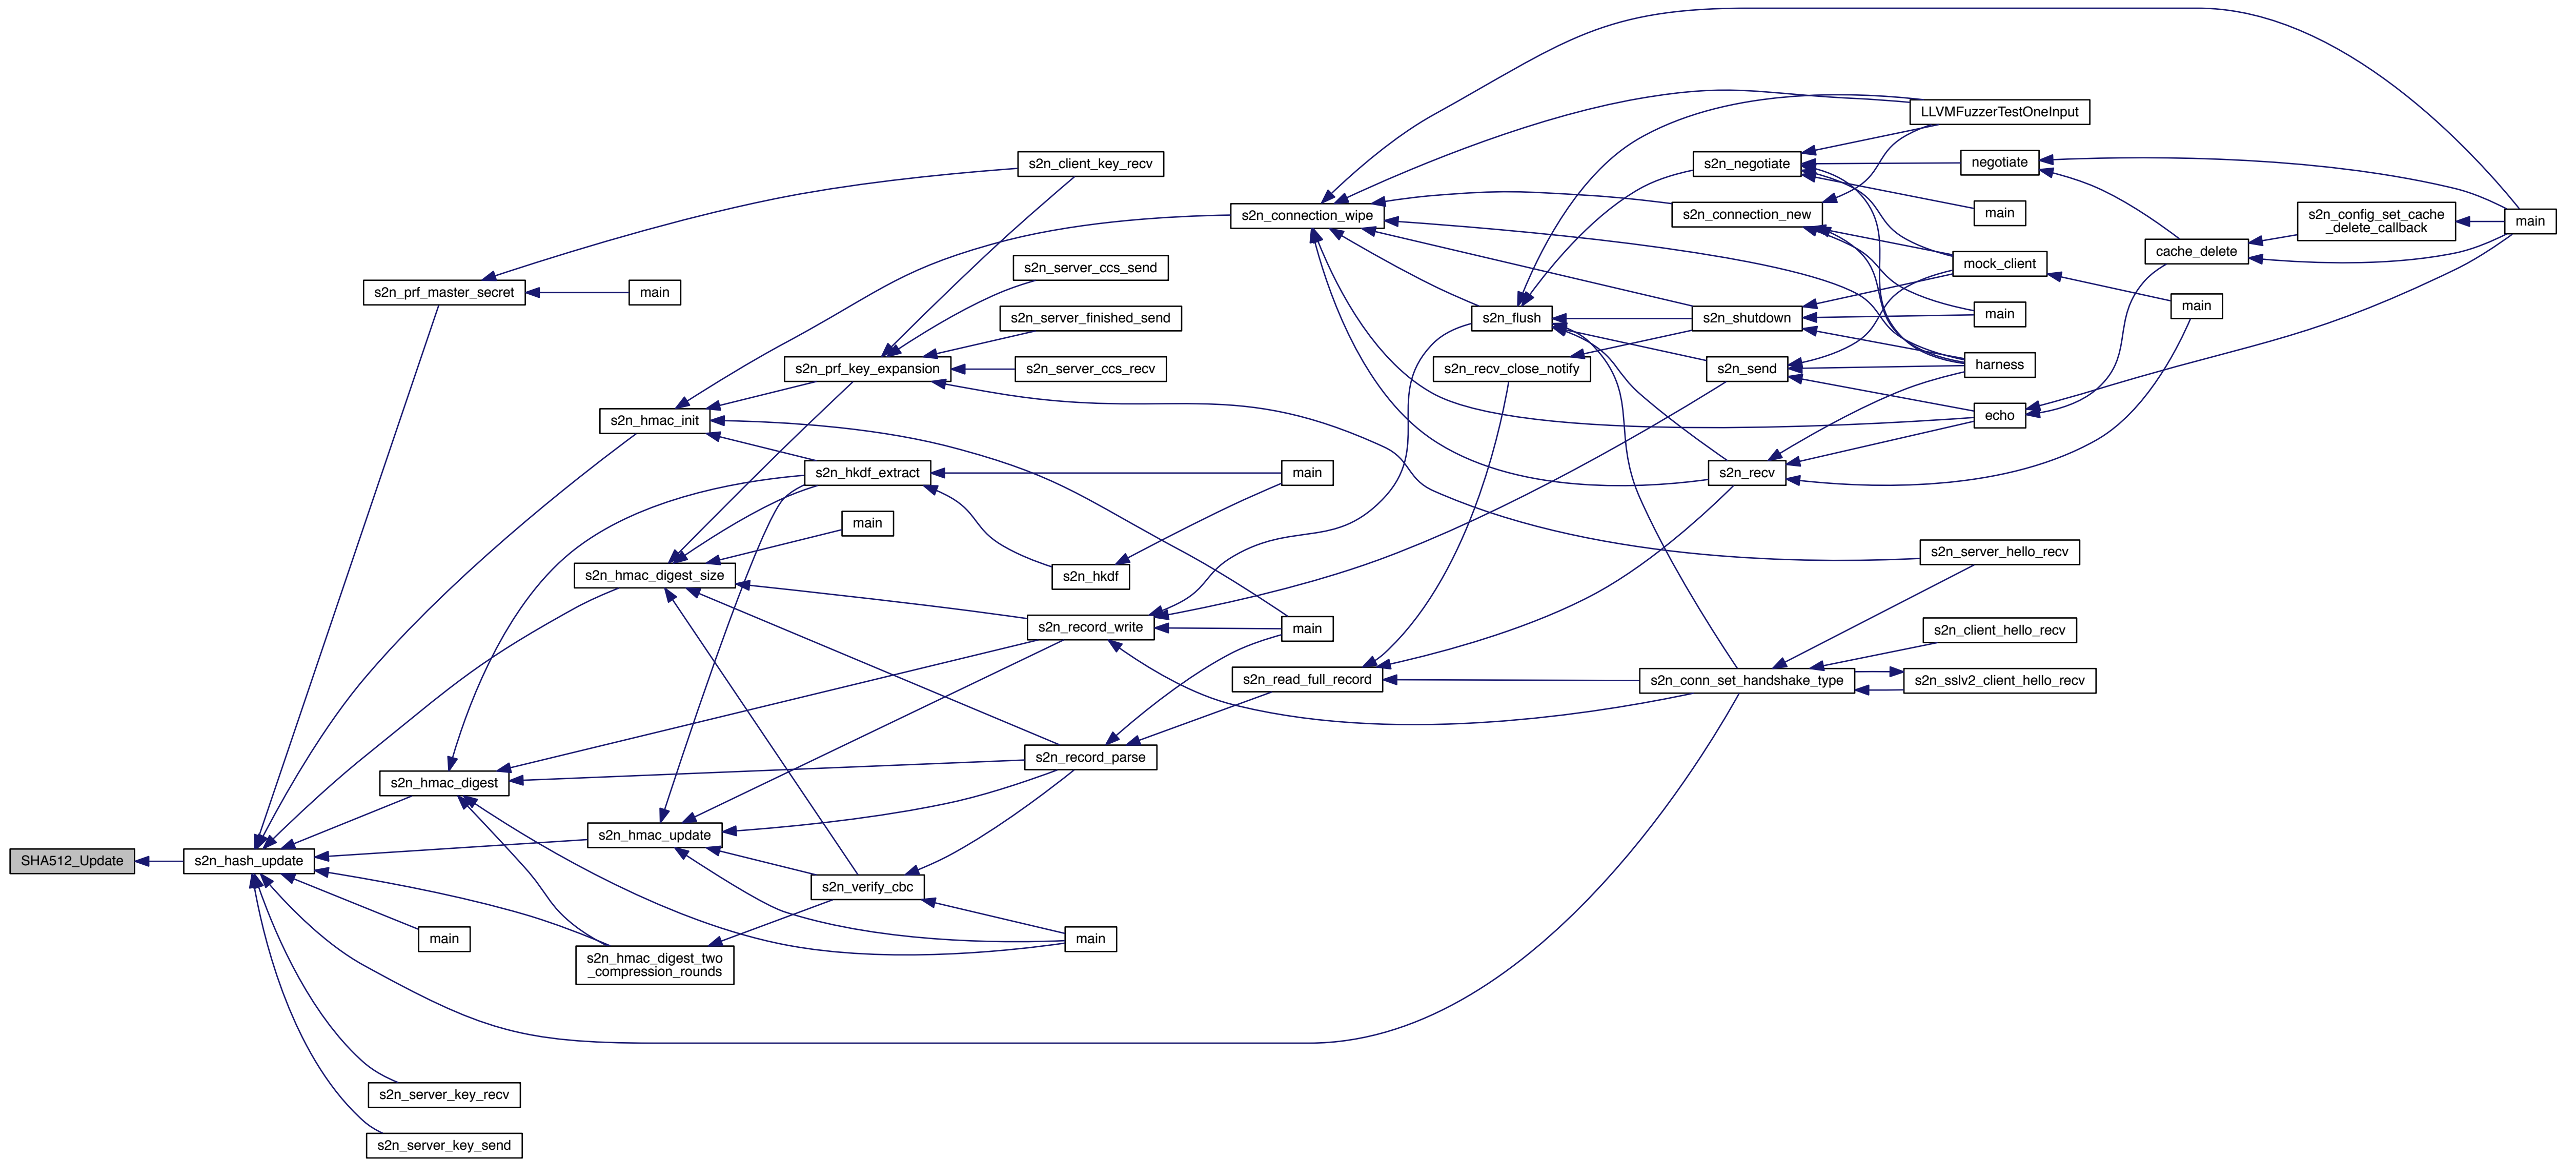 SHA512_Update
s2n_hash_update
s2n_prf_master_secret
main
s2n_hmac_digest
main
s2n_server_key_recv
s2n_server_key_send
s2n_hmac_init
s2n_hmac_digest_size
s2n_hmac_update
s2n_hmac_digest_two
_compression_rounds
s2n_prf_key_expansion
s2n_hkdf_extract
main
s2n_verify_cbc
s2n_client_key_recv
s2n_server_ccs_send
s2n_server_finished_send
s2n_server_ccs_recv
s2n_hkdf
s2n_record_write
s2n_record_parse
main
s2n_connection_wipe
main
main
s2n_read_full_record
s2n_flush
s2n_recv_close_notify
s2n_negotiate
s2n_connection_new
s2n_shutdown
s2n_send
s2n_recv
s2n_conn_set_handshake_type
LLVMFuzzerTestOneInput
negotiate
main
mock_client
main
harness
echo
s2n_server_hello_recv
s2n_client_hello_recv
s2n_sslv2_client_hello_recv
cache_delete
main
s2n_config_set_cache
_delete_callback
main